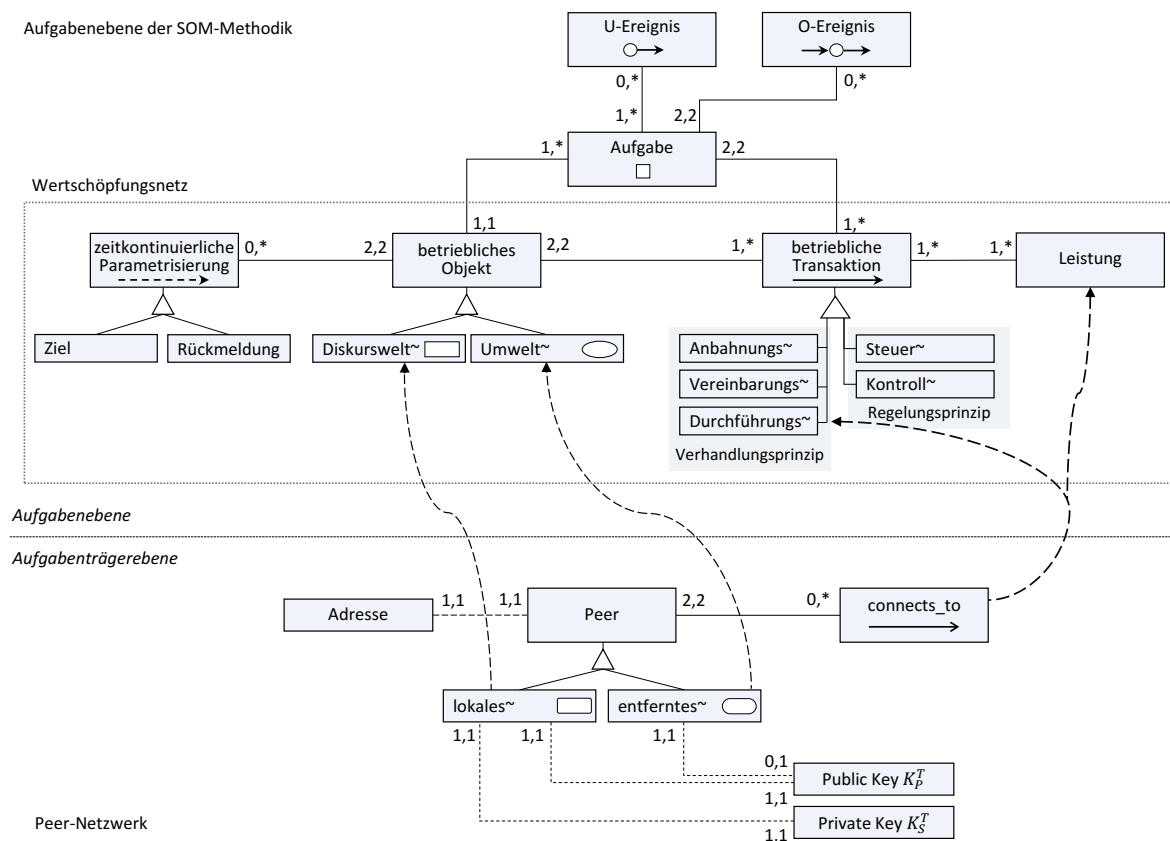 Aufgabenebene der SOM-Methodik
U-Ereignis
O-Ereignis
0,*
0,*
1,*
2,2
1,*
Aufgabe
2,2
Wertschöpfungsnetz
1,1
1,*
zeitkontinuierliche
Parametrisierung
0,*
2,2
betriebliches
Objekt
2,2
1,*
betriebliche
Transaktion
1,*
1,*
Leistung
Ziel
Rückmeldung
Diskurswelt~
Umwelt~
Anbahnungs~
Steuer~
Vereinbarungs~
Kontroll~
Durchführungs~
Regelungsprinzip
Verhandlungsprinzip
Aufgabenebene
Aufgabenträgerebene
Adresse
1,1
1,1
Peer
2,2
0,*
connects_to
lokales~
entferntes~
1,1
1,1
1,1
0,1
Public Key K_P^T
1,1
Private Key K_S^T
1.1
Peer-Netzwerk